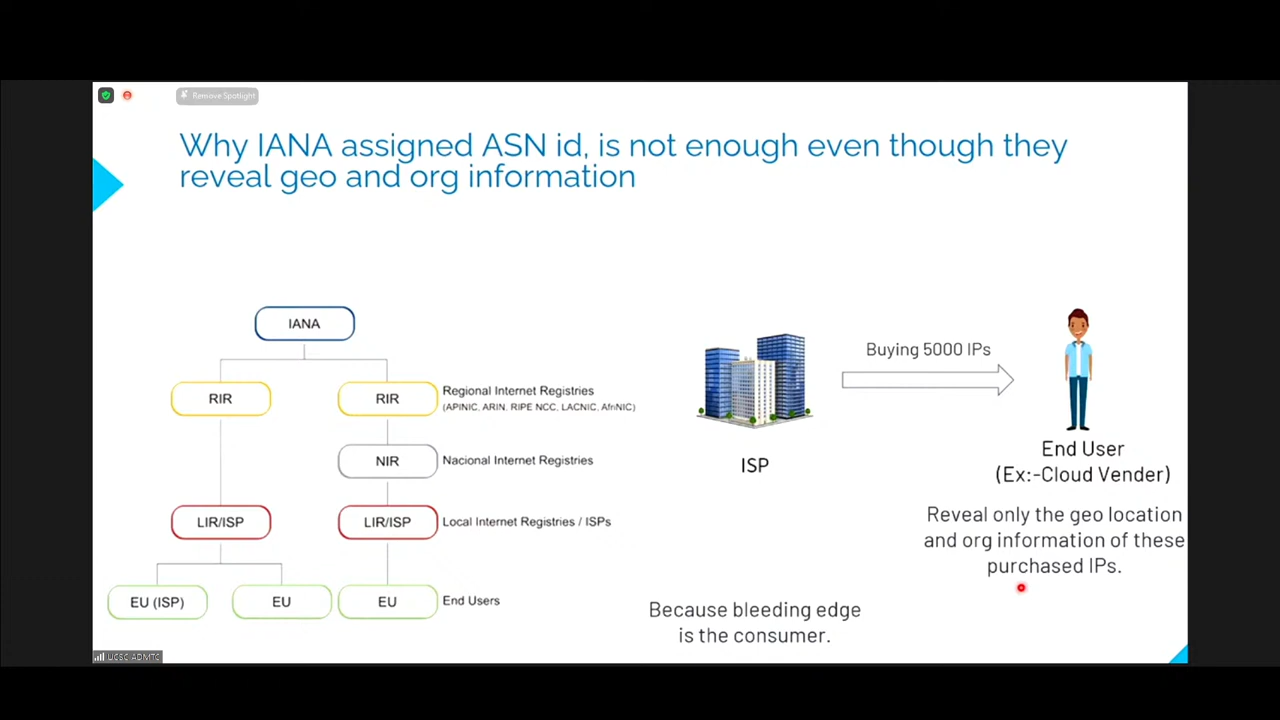 Remove Spotlight
Why IANA assigned ASN id, is not enough even though they
reveal geo and org information
IANA
RIR
RIR
Regional Internet Registries
(APINIC, ARIN, RIPE NCC, LACNIC, AfriNIC)
NIR
Nacional Internet Registries
LIR/ISP
LIR/ISP
Local Internet Registries / ISPs
EU (ISP)
EU
EU
End Users
ISP
Buying 5000 IPs
End User
(Ex:-Cloud Vender)
Reveal only the geo location
and org information of these
purchased IPs.
Because bleeding edge
is the consumer.
UCSC-ADMTC